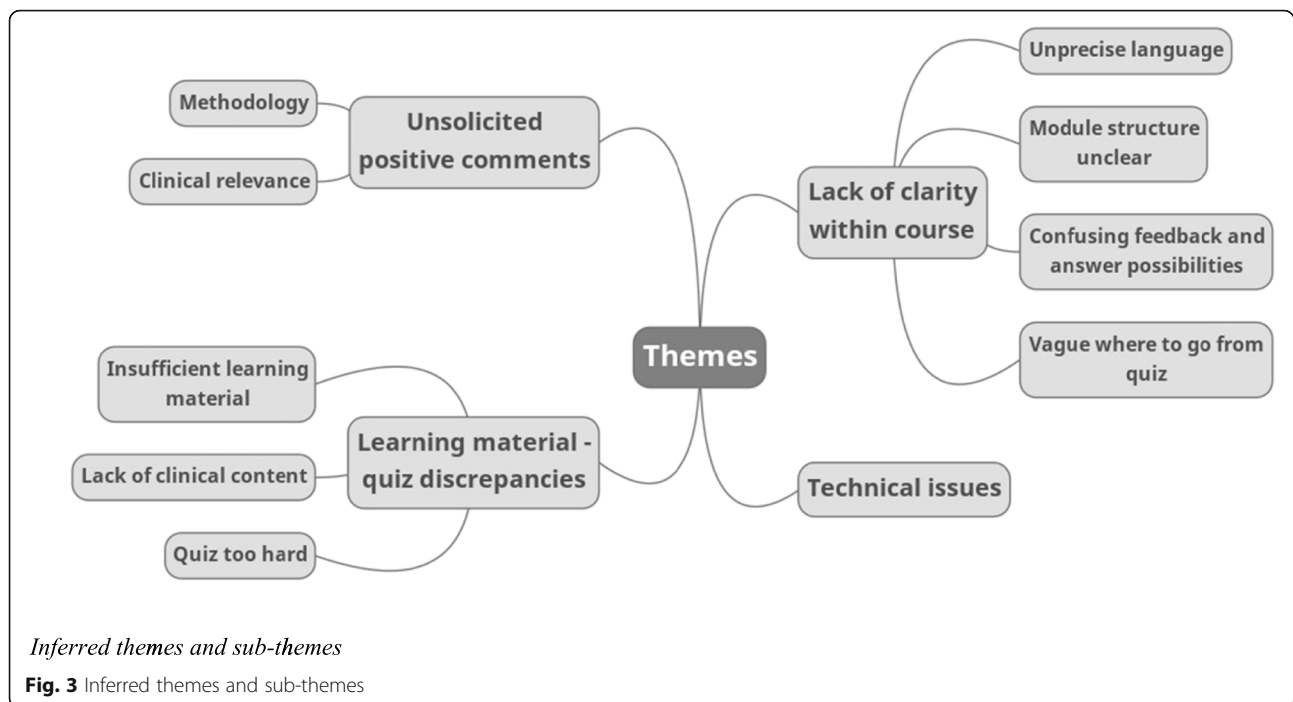 Unsolicited
positive comments
Methodology
Clinical relevance
Learning material -
quiz discrepancies
Insufficient learning
material
Lack of clinical content
Quiz too hard
Themes
Lack of clarity
within course
Unprecise language
Module structure
unclear
Confusing feedback and
answer possibilities
Vague where to go from
quiz
Technical issues
Inferred themes and sub-themes
Fig. 3 Inferred themes and sub-themes